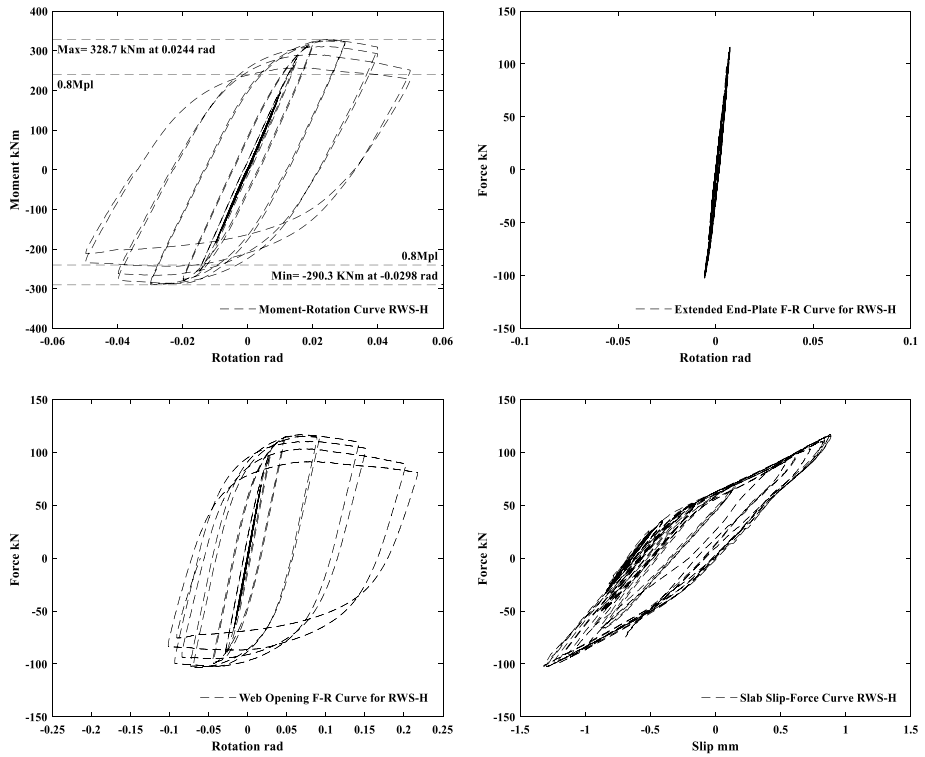 400
300
200
100
0
-100
-200
-300
-400
Moment kNm
Max= 328.7 kNm at 0.0244 rad
0.8Mpl
0.8Mpl
Min= -290.3 KNm at -0.0298 rad
Moment-Rotation Curve RWS-H
-0.06 -0.04 -0.02 0 0.02 0.04 0.06
Rotation rad
150
100
50
0
-50
-100
-150
Force kN
Extended End-Plate F-R Curve for RWS-H
-0.1 -0.05 0 0.05 0.1
Rotation rad
150
100
50
0
-50
-100
-150
Force kN
Web Opening F-R Curve for RWS-H
-0.25 -0.2 -0.15 -0.1 -0.05 0 0.05 0.1 0.15 0.2 0.25
Rotation rad
150
100
50
0
-50
-100
-150
Force kN
Slab Slip-Force Curve RWS-H
-1.5 -1 -0.5 0 0.5 1 1.5
Slip mm